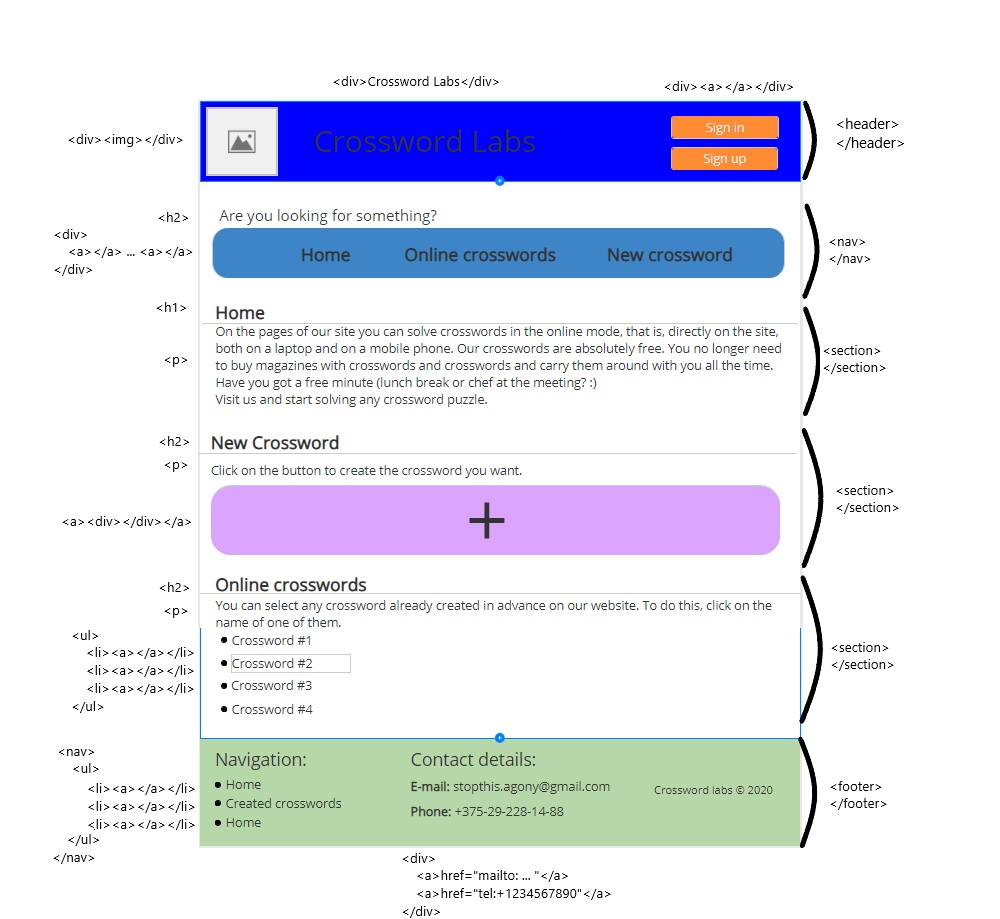 <div>Crossword Labs</div>
<div><a></a></div>
<div><img></div>
Crossword Labs
Sign in
Sign up
<header>
</header>
<h2>
Are you looking for something?
<div>
<a></a> ... <a></a>
</div>
Home
Online crosswords
New crossword
<nav>
</nav>
<h1>
Home
<p>
On the pages of our site you can solve crosswords in the online mode, that is, directly on the site,
both on a laptop and on a mobile phone. Our crosswords are absolutely free. You no longer need
to buy magazines with crosswords and crosswords and carry them around with you all the time.
Have you got a free minute (lunch break or chef at the meeting? :)
Visit us and start solving any crossword puzzle.
<section>
</section>
<h2>
New Crossword
<p>
Click on the button to create the crossword you want.
<a><div></div></a>
+
<section>
</section>
<h2>
Online crosswords
<p>
You can select any crossword already created in advance on our website. To do this, click on the
name of one of them.
<ul>
<li><a></a></li>
<li><a></a></li>
<li><a></a></li>
</ul>
Crossword #1
Crossword #2
Crossword #3
Crossword #4
<section>
</section>
<nav>
<ul>
<li><a></a></li>
<li><a></a></li>
<li><a></a></li>
</ul>
</nav>
Navigation:
Home
Created crosswords
Home
Contact details:
E-mail: stopthis.agony@gmail.com
Phone: +375-29-228-14-88
Crossword labs © 2020
<footer>
</footer>
<div>
<a>href="mailto: ... "</a>
<a>href="tel:+1234567890"</a>
</div>